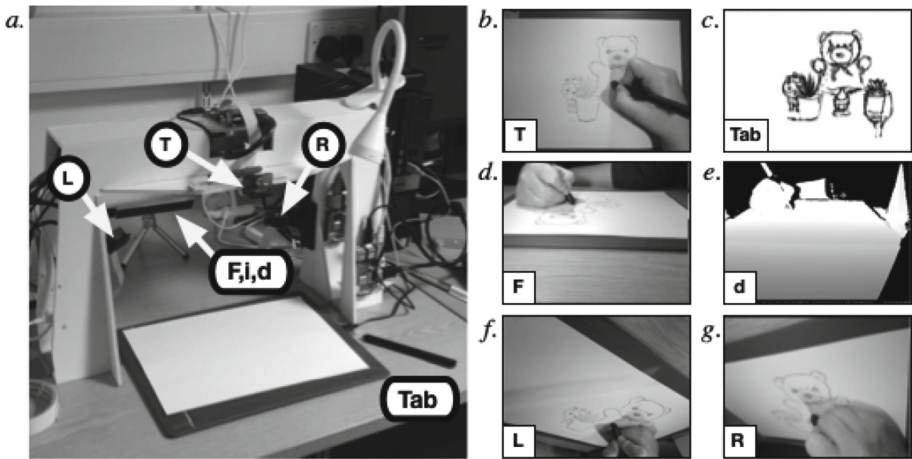 a.
T
R
L
F,i,d
Tab
b.
T
c.
Tab
d.
F
e.
d
f.
L
g.
R